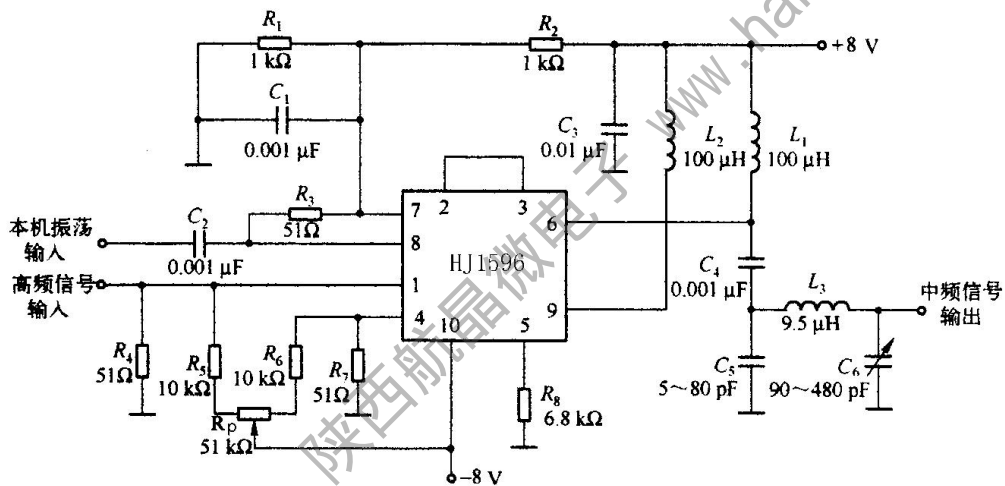 R1
1 kΩ
R2
1 kΩ
+8 V
C1
0.001 μF
C3
0.01 μF
L2
100 μH
L1
100 μH
R3
51Ω
2
3
7
8
1
4
10
5
6
9
HJ1596
本机振荡
输入
C2
0.001 μF
高频信号
输入
C4
0.001 μF
L3
9.5 μH
中频信号
输出
R4
51Ω
R5
10 kΩ
R6
10 kΩ
R7
51Ω
Rp
51 kΩ
R8
6.8 kΩ
C5
5～80 pF
C6
90～480 pF
−8 V
陕西航晶微电子 www.ha